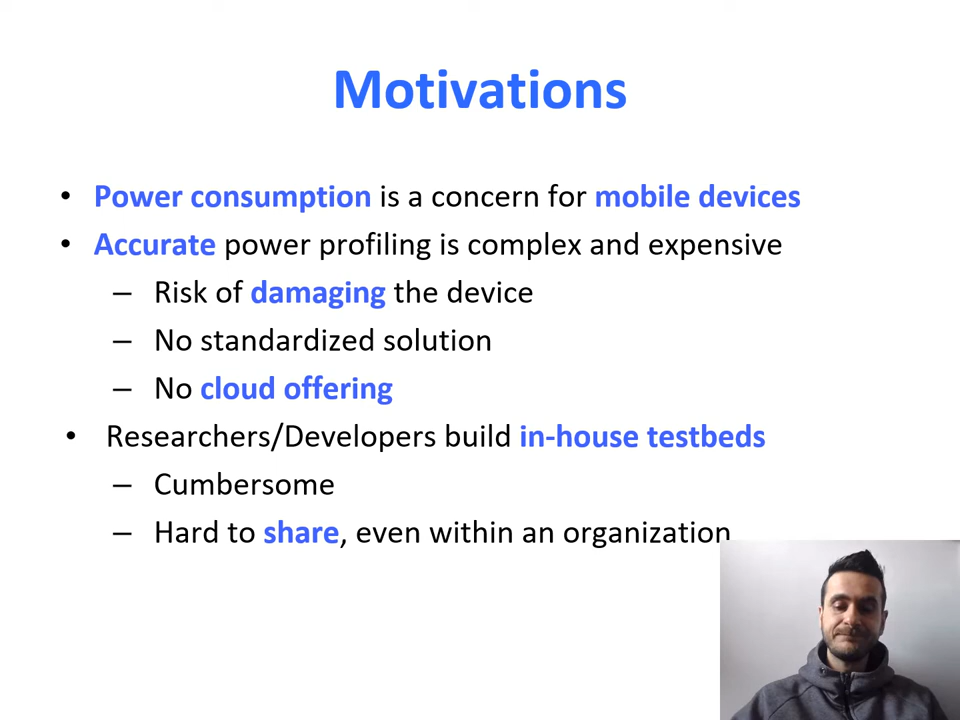 Motivations
• Power consumption is a concern for mobile devices
• Accurate power profiling is complex and expensive
– Risk of damaging the device
– No standardized solution
– No cloud offering
• Researchers/Developers build in-house testbeds
– Cumbersome
– Hard to share, even within an organization